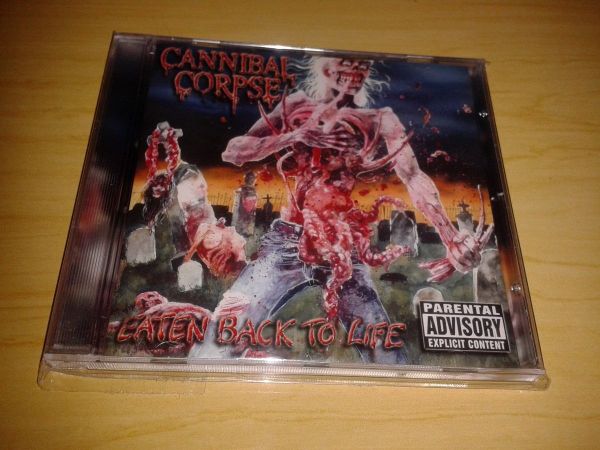 CANNIBAL
CORPSE
EATEN BACK TO LIFE
PARENTAL
ADVISORY
EXPLICIT CONTENT